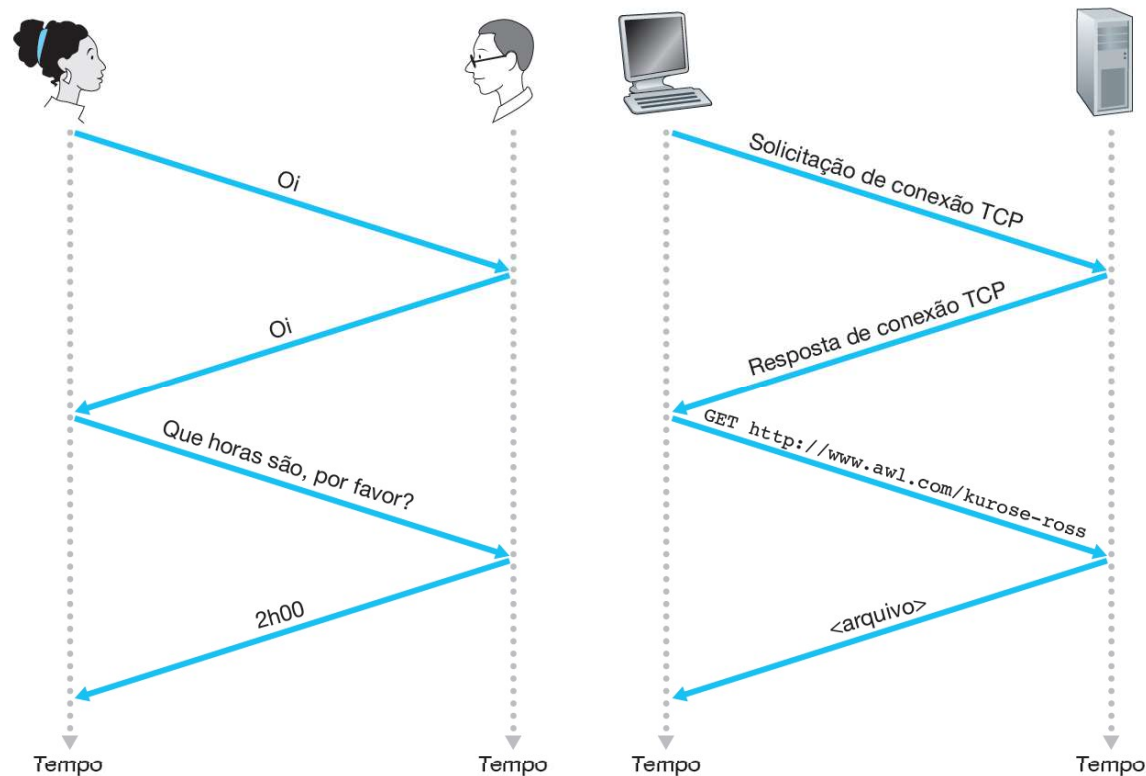 Oi
Solicitação de conexão TCP
Oi
Resposta de conexão TCP
Que horas são, por favor?
GET http://www.awl.com/kurose-ross
2h00
<arquivo>
Tempo
Tempo
Tempo
Tempo